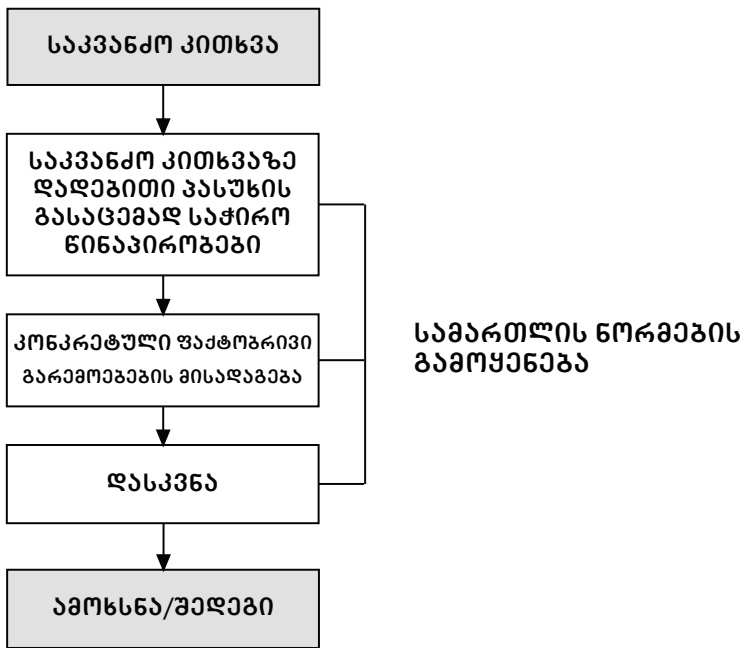 საკვანძო კითხვა
საკვანძო კითხვაზე
დადებითი პასუხის
გასაცემად საჭირო
წინაპირობები
კონკრეტული ფაქტობრივი
გარემოებების მისადაგება
დასკვნა
ამოხსნა/შედეგი
სამართლის ნორმების
გამოყენება